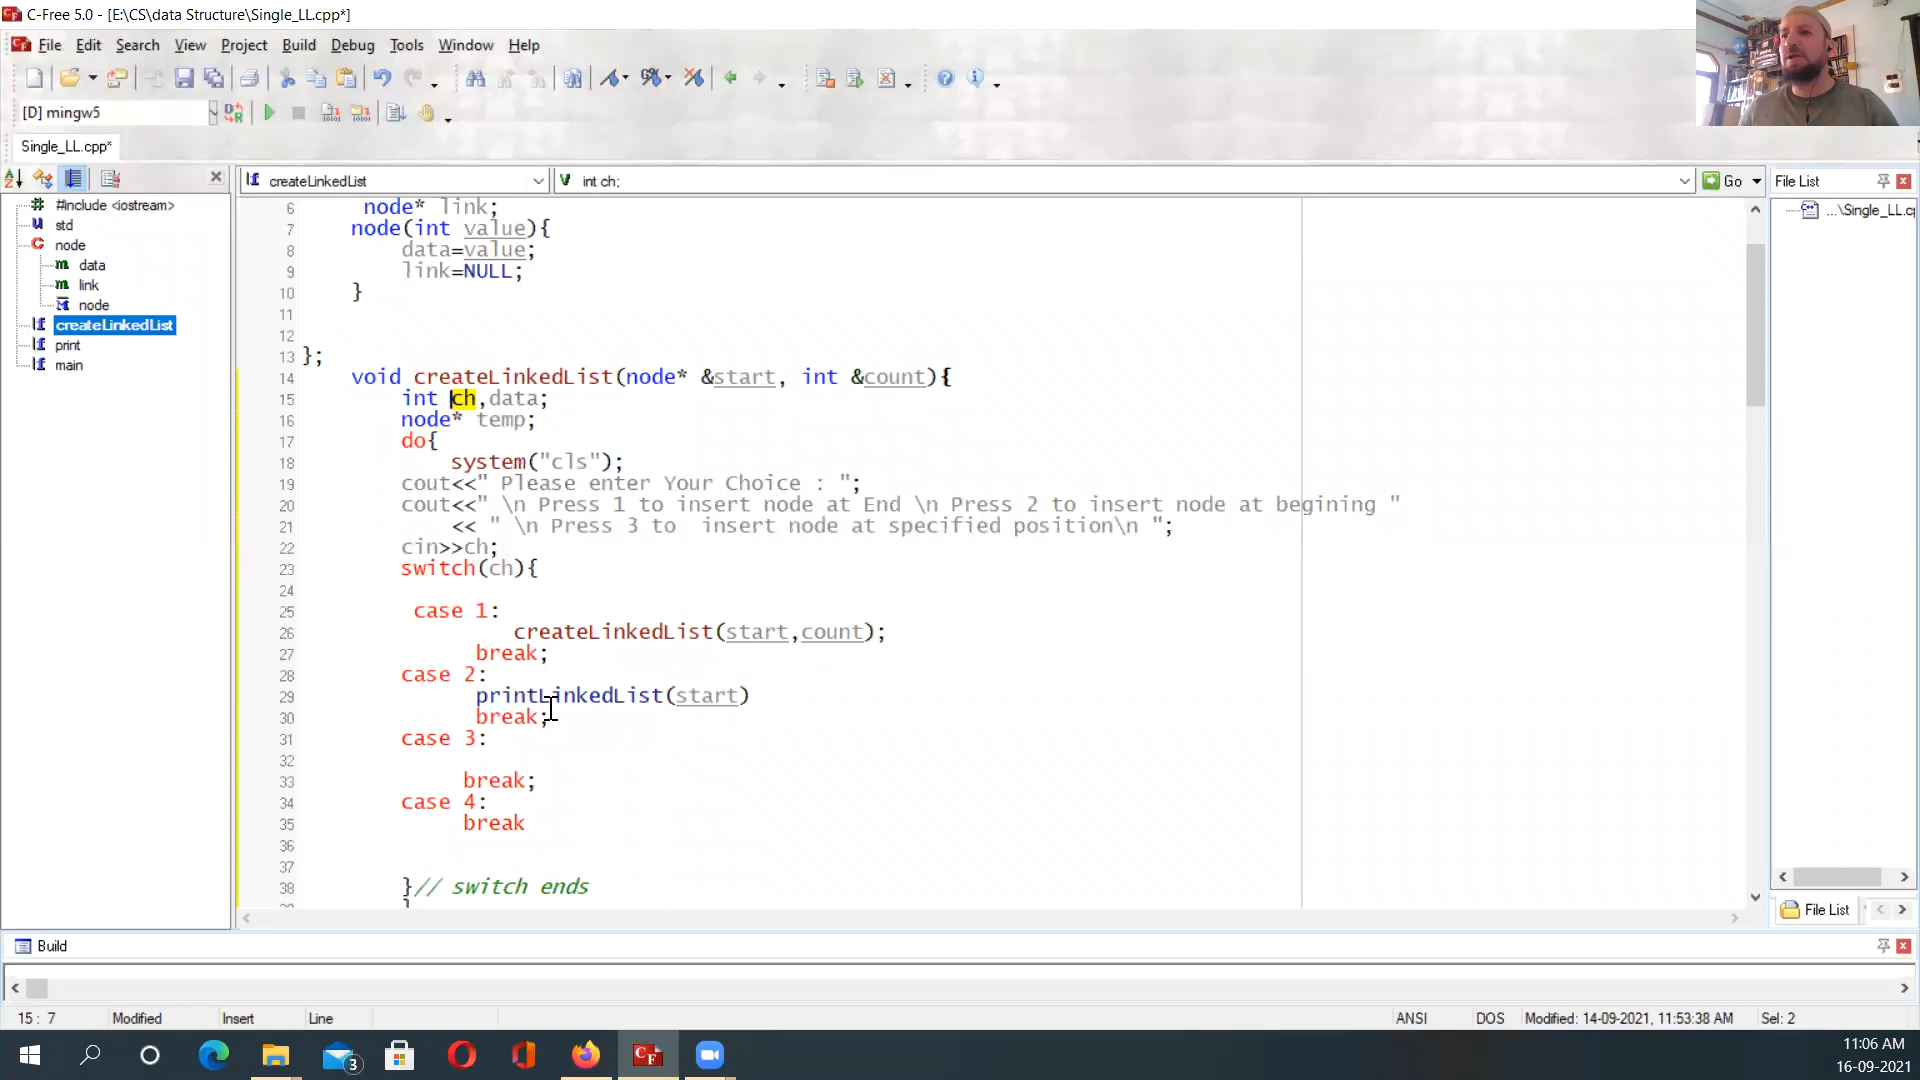 C-Free 5.0 - [E:\CS\data Structure\Single_LL.cpp*]
File Edit Search View Project Build Debug Tools Window Help
[D] mingw5
Single_LL.cpp*
createLinkedList
int ch;
Go
File List
#include <iostream>
std
node
data
link
node
createLinkedList
print
main
...\Single_LL.c
6 node* link;
7 node(int value){
8 data=value;
9 link=NULL;
10 }
11
12
13 };
14 void createLinkedList(node* &start, int &count){
15 int ch,data;
16 node* temp;
17 do{
18 system("cls");
19 cout<<" Please enter Your Choice : ";
20 cout<<" \n Press 1 to insert node at End \n Press 2 to insert node at begining "
21 << " \n Press 3 to  insert node at specified position\n ";
22 cin>>ch;
23 switch(ch){
24
25 case 1:
26 createLinkedList(start,count);
27 break;
28 case 2:
29 printLinkedList(start)
30 break;
31 case 3:
32
33 break;
34 case 4:
35 break
36
37
38 }// switch ends
File List
Build
15 : 7 Modified Insert Line ANSI DOS Modified: 14-09-2021, 11:53:38 AM Sel: 2
3
CF
11:06 AM
16-09-2021